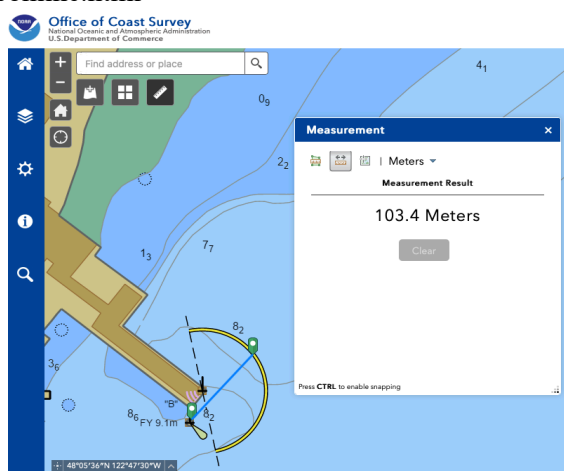 Office of Coast Survey
National Oceanic and Atmospheric Administration
U.S.Department of Commerce
NOAA
+
−
Find address or place
4₁
0₉
Measurement
×
2₂
| Meters
Measurement Result
103.4 Meters
Clear
1₃
7₇
8₂
3₆
"B"
8₆
FY 9.1m
8₂
Press CTRL to enable snapping
48°05'36"N 122°47'30"W